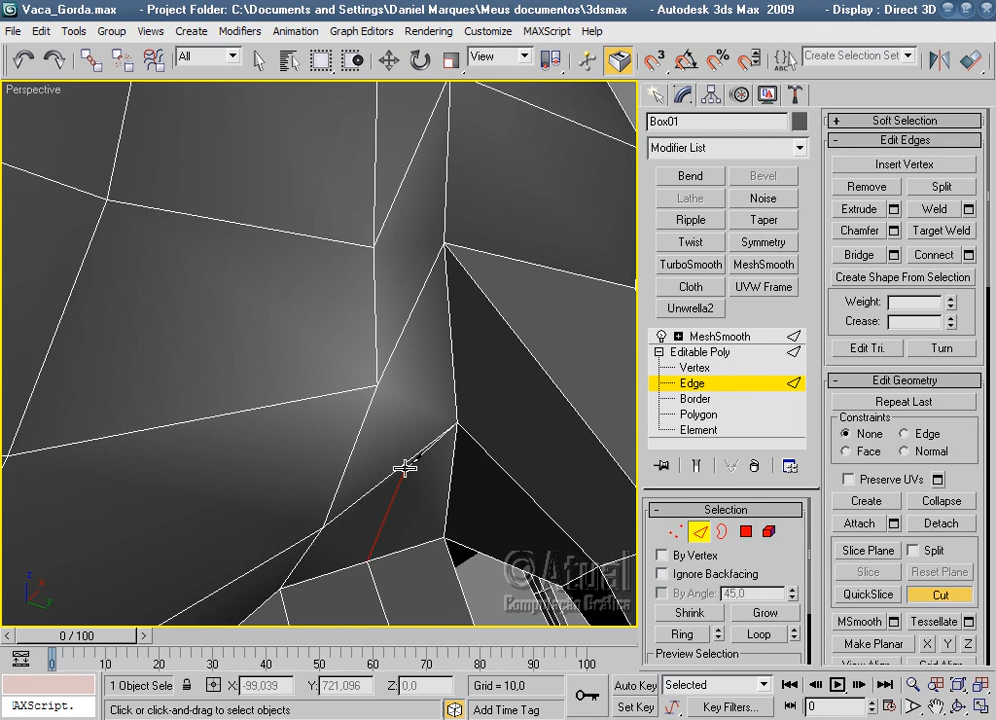 Vaca_Gorda.max - Project Folder: C:\Documents and Settings\Daniel Marques\Meus documentos\3dsmax - Autodesk 3ds Max 2009 - Display : Direct 3D
File Edit Tools Group Views Create Modifiers Animation Graph Editors Rendering Customize MAXScript Help
All View Create Selection Set
Perspective
Box01
Modifier List
Bend Bevel
Lathe Noise
Ripple Taper
Twist Symmetry
TurboSmooth MeshSmooth
Cloth UVW Frame
Unwrella2
MeshSmooth
Editable Poly
Vertex
Edge
Border
Polygon
Element
Selection
By Vertex
Ignore Backfacing
By Angle: 45,0
Shrink Grow
Ring Loop
Preview Selection
Soft Selection
Edit Edges
Insert Vertex
Remove Split
Extrude Weld
Chamfer Target Weld
Bridge Connect
Create Shape From Selection
Weight:
Crease:
Edit Tri. Turn
Edit Geometry
Repeat Last
Constraints
None Edge
Face Normal
Preserve UVs
Create Collapse
Attach Detach
Slice Plane Split
Slice Reset Plane
QuickSlice Cut
MSmooth Tessellate
Make Planar X Y Z
View Align Grid Align
z
x
y
© Atual
Computação Gráfica
0 / 100
0 10 20 30 40 50 60 70 80 90 100
1 Object Sele X: -99,039 Y: 721,096 Z: 0,0 Grid = 10,0
Auto Key Selected
AXScript. Click or click-and-drag to select objects Add Time Tag
Set Key Key Filters... 0